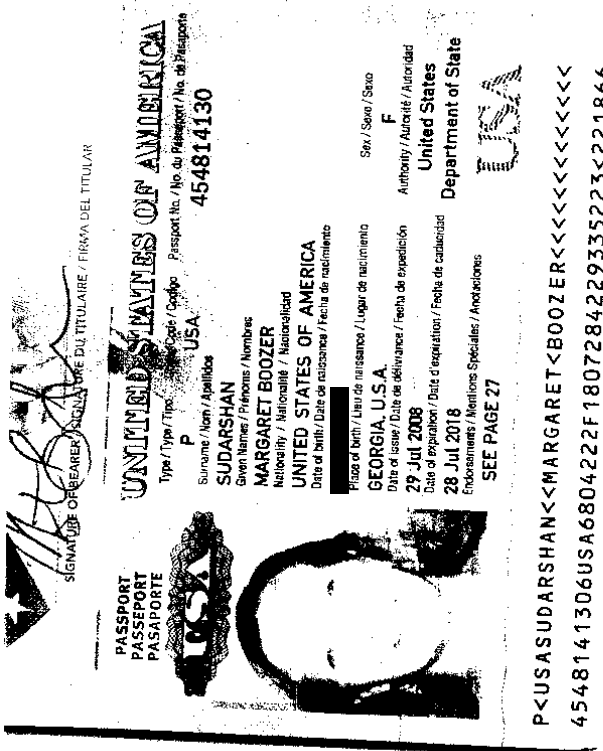 SIGNATURE OF BEARER / SIGNATURE DU TITULAIRE / FIRMA DEL TITULAR
PASSPORT
PASSEPORT
PASAPORTE
USA
UNITED STATES OF AMERICA
Type / Type / Tipo Code / Codigo Passport No. / No. du Passeport / No. de Pasaporte
P USA 454814130
Surname / Nom / Apellidos
SUDARSHAN
Given Names / Prénoms / Nombres
MARGARET BOOZER
Nationality / Nationalité / Nacionalidad
UNITED STATES OF AMERICA
Date of birth / Date de naissance / Fecha de nacimiento
Place of birth / Lieu de naissance / Lugar de nacimiento Sex / Sexe / Sexo
GEORGIA, U.S.A. F
Date of issue / Date de délivrance / Fecha de expedición Authority / Autorité / Autoridad
29 Jul 2008 United States
Date of expiration / Date d'expiration / Fecha de caducidad
28 Jul 2018 Department of State
Endorsements / Mentions Spéciales / Anotaciones
SEE PAGE 27
USA
P<USASUDARSHAN<<MARGARET<BOOZER<<<<<<<<<<<<<
4548141306USA6804222F1807284229335223<221866